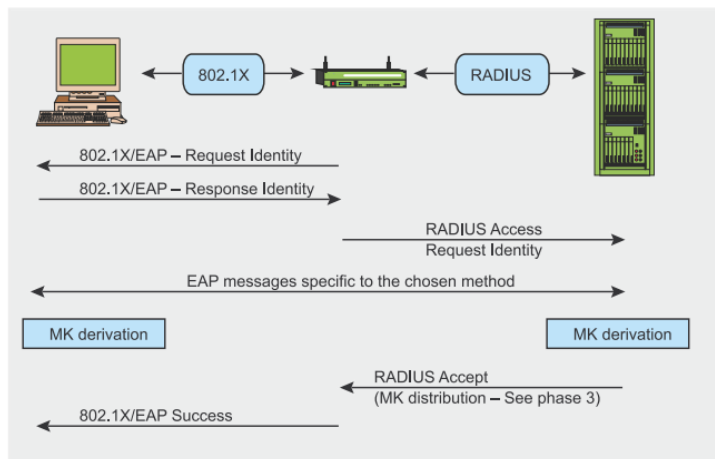 802.1X
RADIUS
802.1X/EAP – Request Identity
802.1X/EAP – Response Identity
RADIUS Access
Request Identity
EAP messages specific to the chosen method
MK derivation
MK derivation
RADIUS Accept
(MK distribution – See phase 3)
802.1X/EAP Success